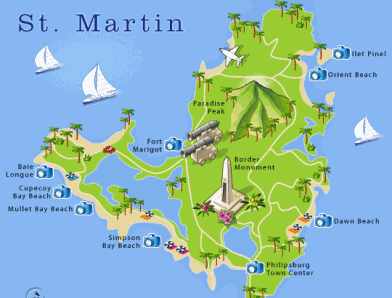 St. Martin
Ilet Pinel
Orient Beach
Paradise
Peak
Fort
Marigot
Border
Monument
Baie
Longue
Cupecoy
Bay Beach
Mullet Bay Beach
Dawn Beach
Simpson
Bay Beach
Philipsburg
Town Center